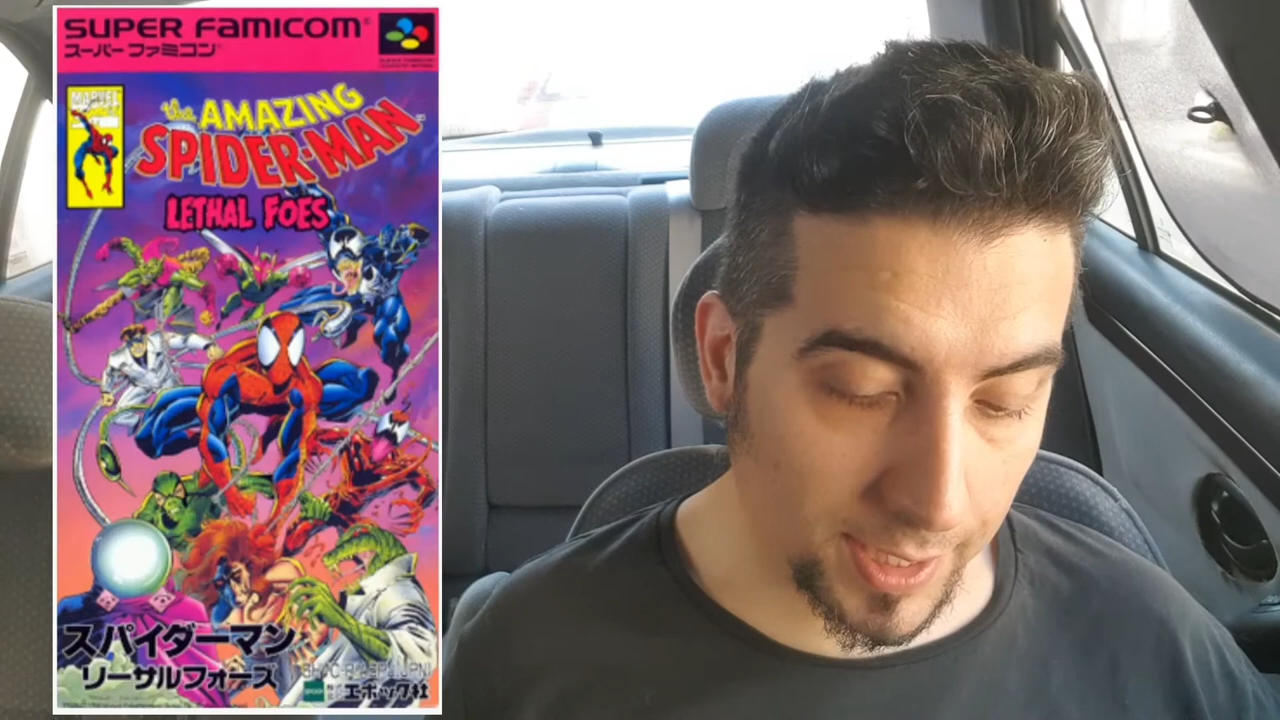 SUPER FAMICOM
スーパーファミコン
MARVEL
the AMAZING
SPIDER-MAN
LETHAL FOES
スパイダーマン
リーサルフォーズ
エポック社